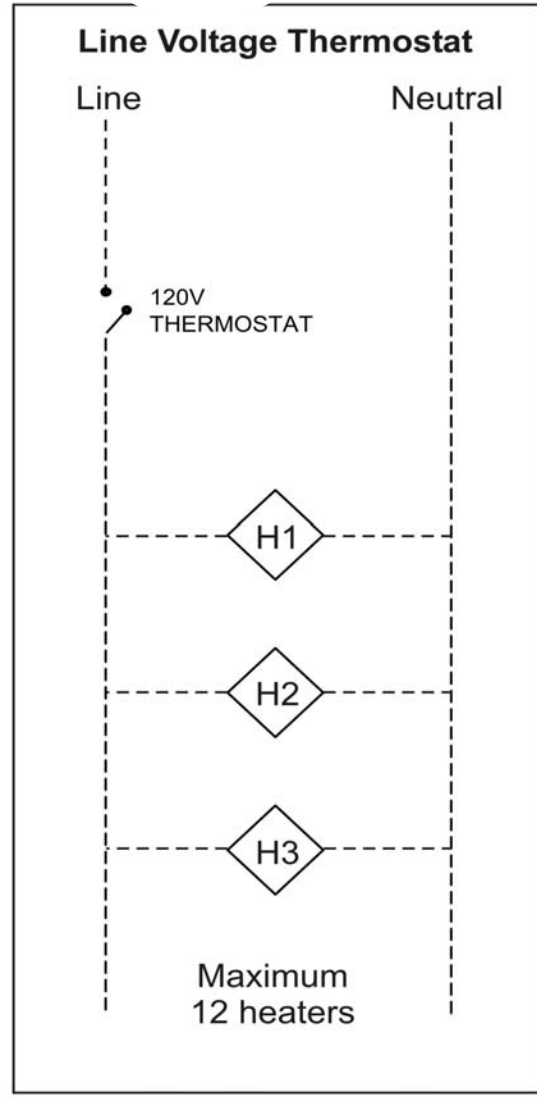 Line Voltage Thermostat
Line Neutral
120V
THERMOSTAT
H1
H2
H3
Maximum
12 heaters